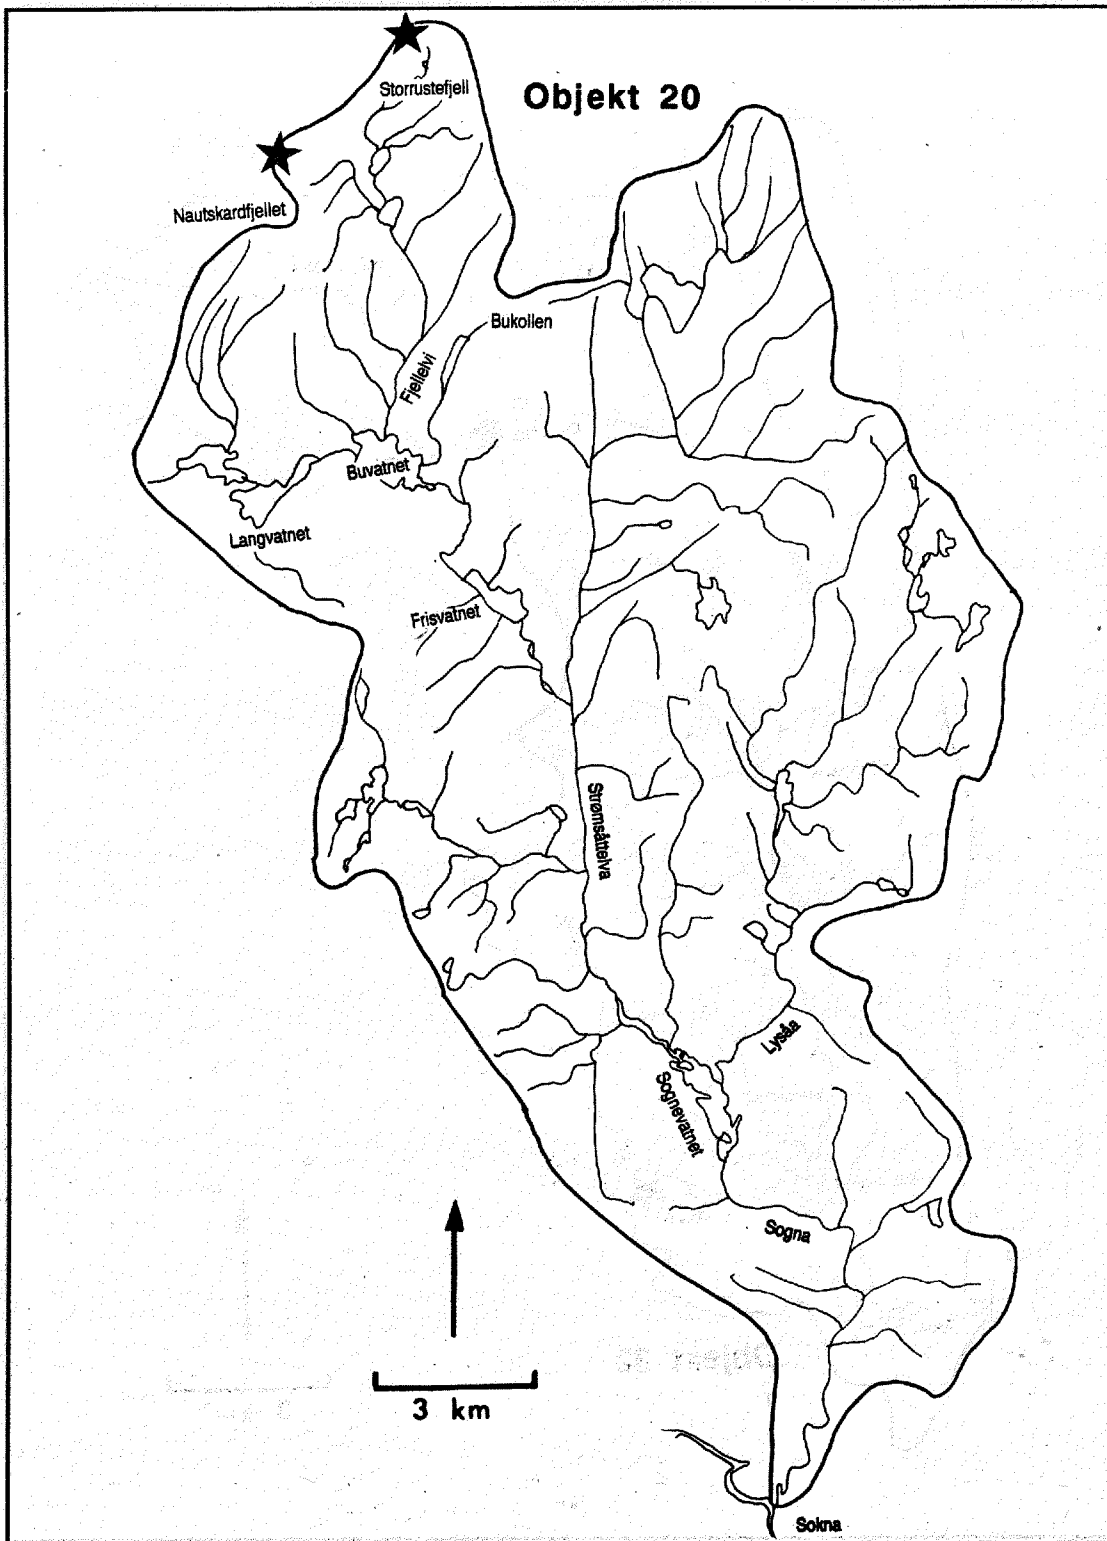 Objekt 20
Storrustefjell
Nautskardfjellet
Bukollen
Fjellelvi
Buvatnet
Langvatnet
Frisvatnet
Strømsåttelva
Lysåa
Sognevatnet
Sogna
3 km
Sokna